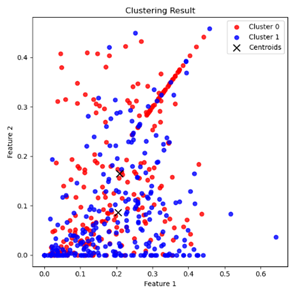 Clustering Result
Cluster 0
Cluster 1
Centroids
Feature 2
0.4
0.3
0.2
0.1
0.0
0.0 0.1 0.2 0.3 0.4 0.5 0.6
Feature 1